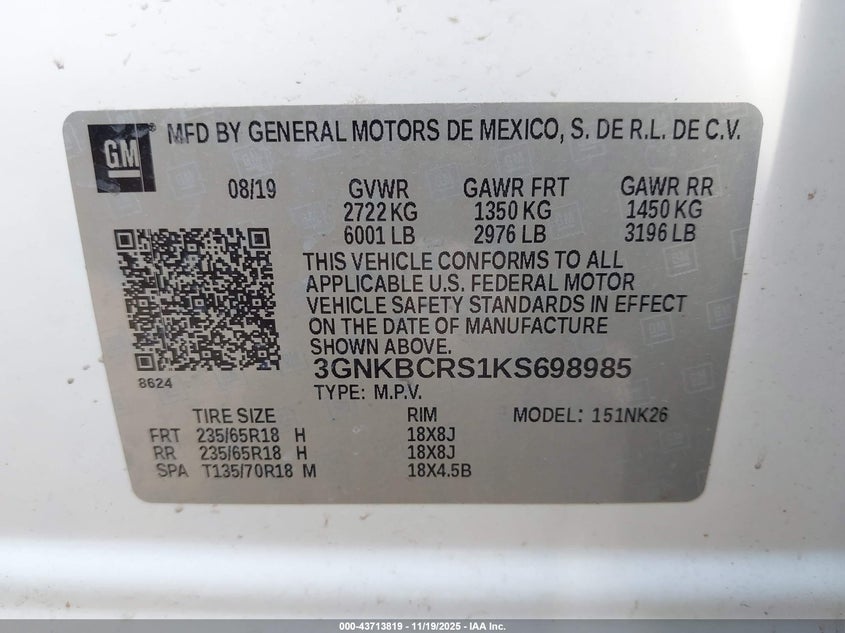 GM
MFD BY GENERAL MOTORS DE MEXICO, S. DE R.L. DE C.V.
08/19 GVWR GAWR FRT GAWR RR
2722 KG 1350 KG 1450 KG
6001 LB 2976 LB 3196 LB
THIS VEHICLE CONFORMS TO ALL
APPLICABLE U.S. FEDERAL MOTOR
VEHICLE SAFETY STANDARDS IN EFFECT
ON THE DATE OF MANUFACTURE
SHOWN ABOVE.
3GNKBCRS1KS698985
8624
TYPE: M.P.V.
TIRE SIZE RIM MODEL: 151NK26
FRT 235/65R18 H 18X8J
RR 235/65R18 H 18X8J
SPA T135/70R18 M 18X4.5B
000-43713819 - 11/19/2025 - IAA Inc.